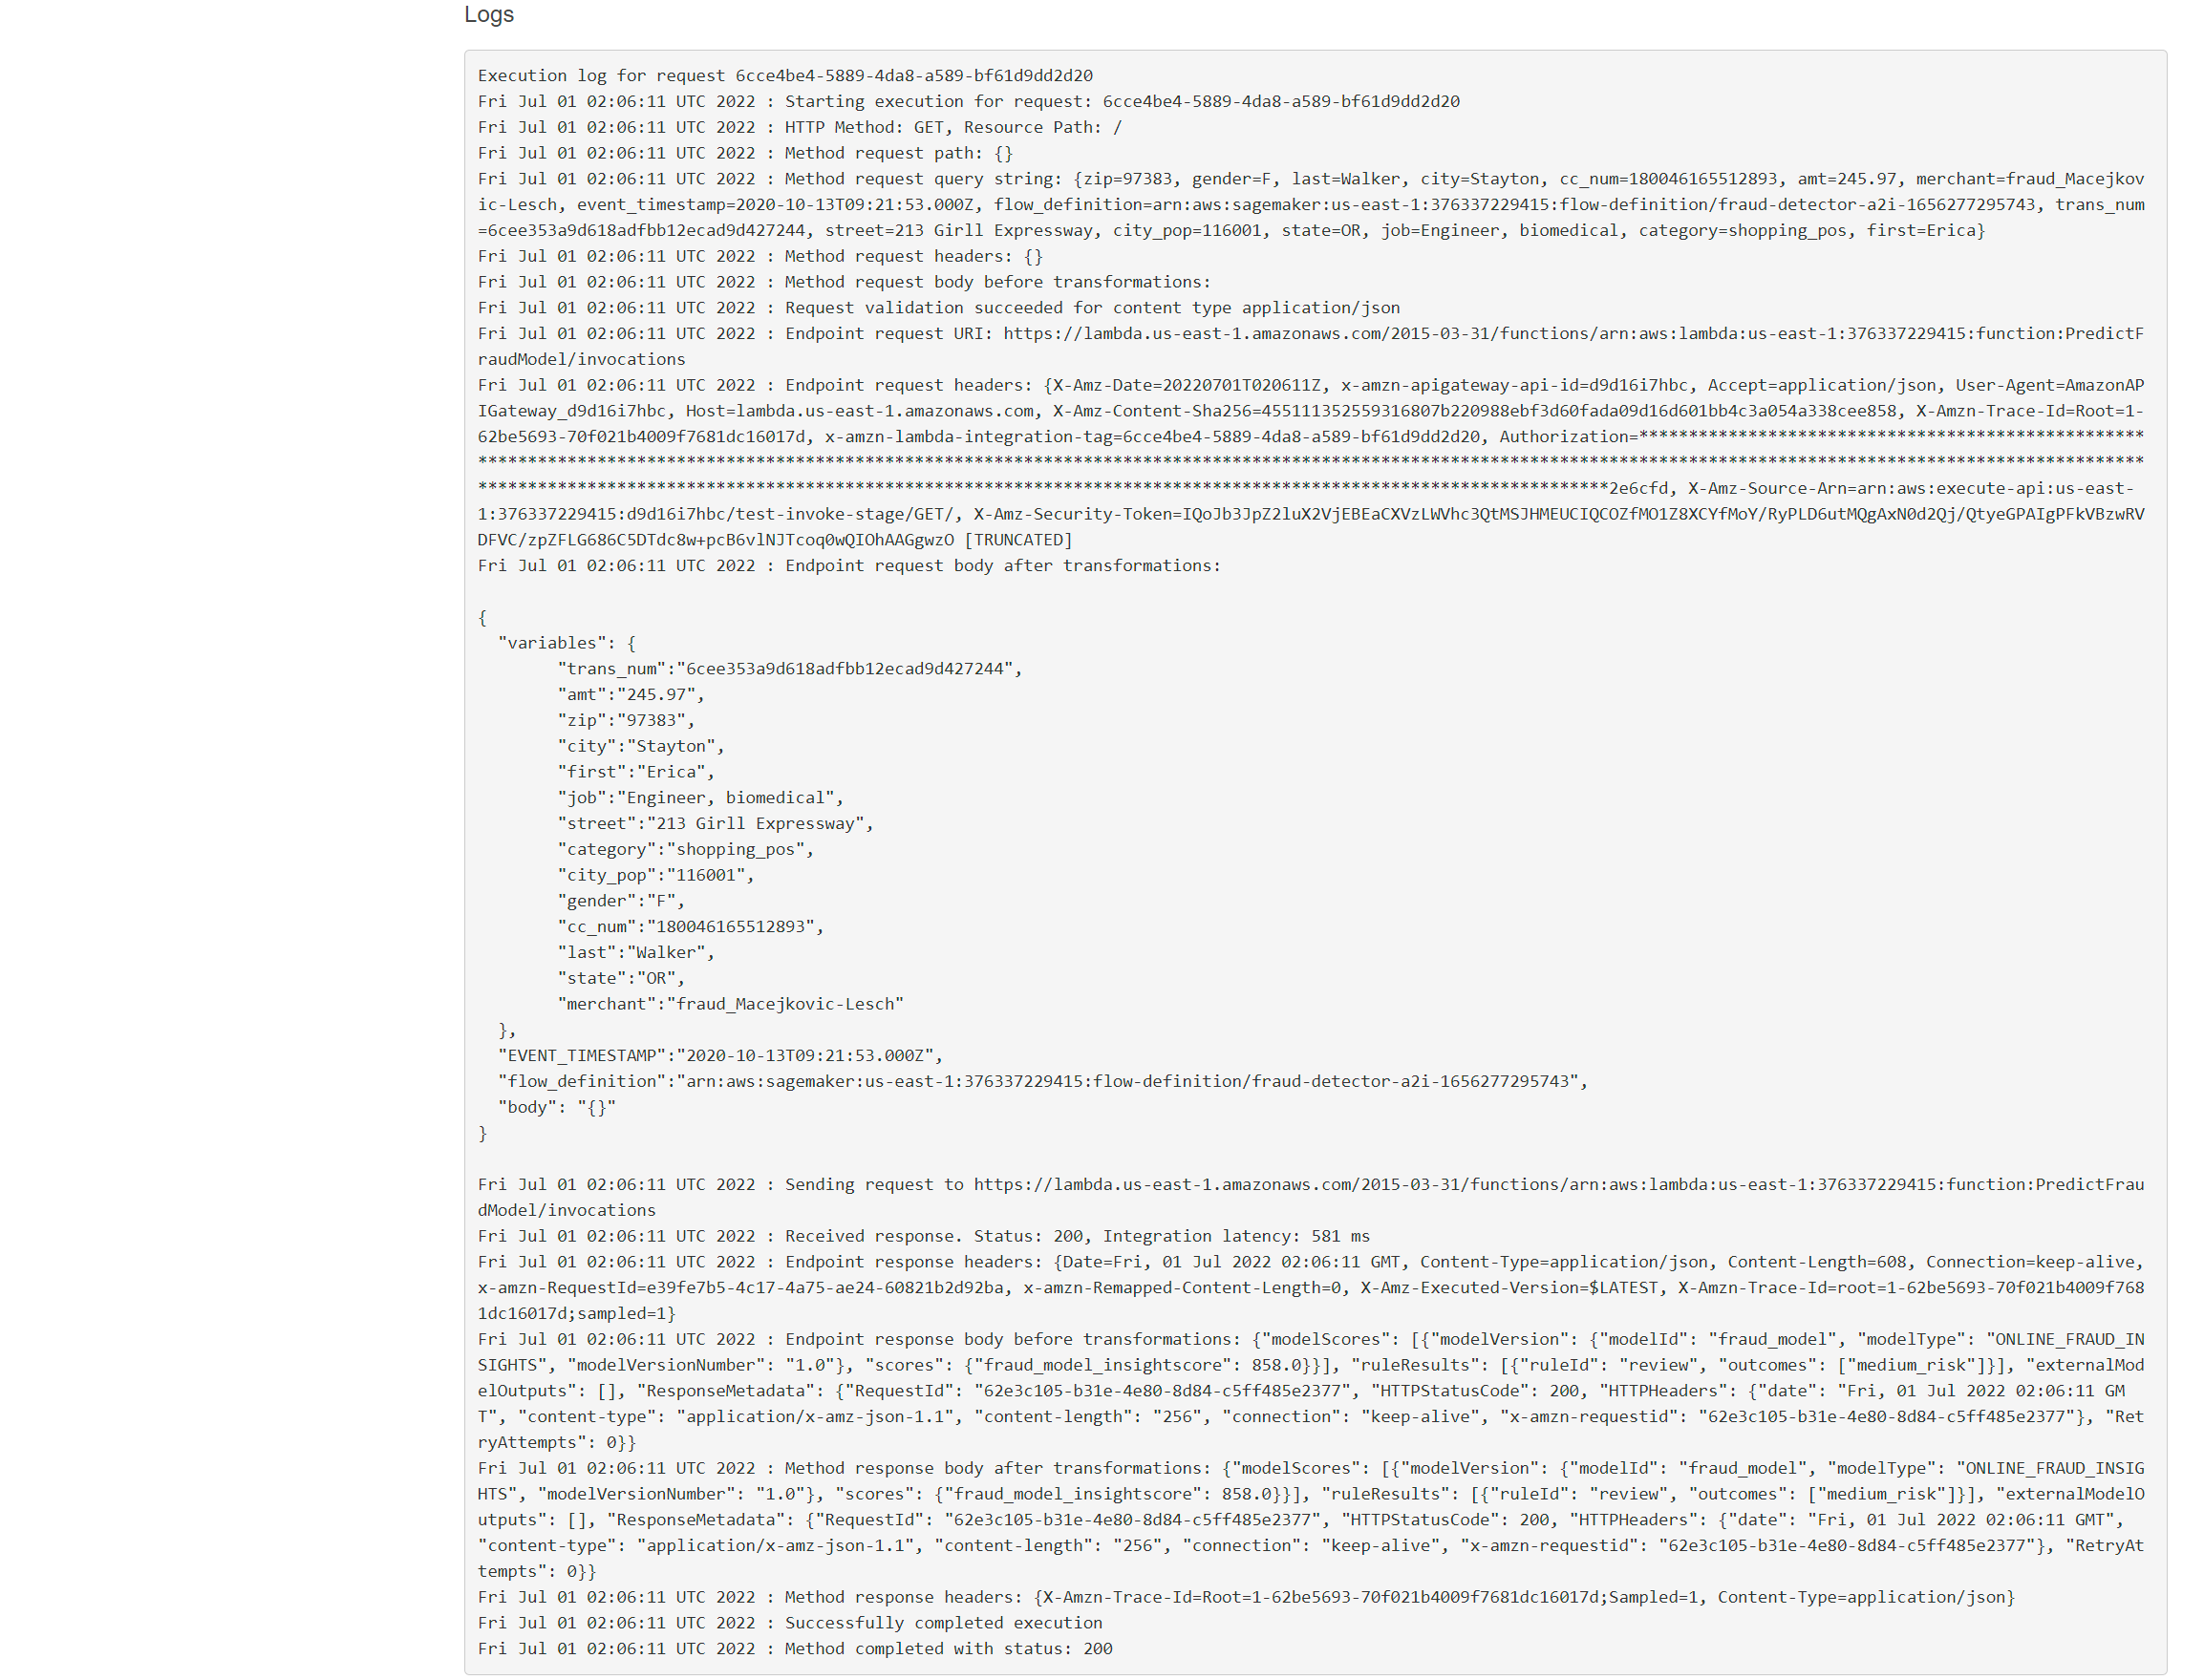 Logs
Execution log for request 6cce4be4-5889-4da8-a589-bf61d9dd2d20
Fri Jul 01 02:06:11 UTC 2022 : Starting execution for request: 6cce4be4-5889-4da8-a589-bf61d9dd2d20
Fri Jul 01 02:06:11 UTC 2022 : HTTP Method: GET, Resource Path: /
Fri Jul 01 02:06:11 UTC 2022 : Method request path: {}
Fri Jul 01 02:06:11 UTC 2022 : Method request query string: {zip=97383, gender=F, last=Walker, city=Stayton, cc_num=180046165512893, amt=245.97, merchant=fraud_Macejkov
ic-Lesch, event_timestamp=2020-10-13T09:21:53.000Z, flow_definition=arn:aws:sagemaker:us-east-1:376337229415:flow-definition/fraud-detector-a2i-1656277295743, trans_num
=6cee353a9d618adfbb12ecad9d427244, street=213 Girll Expressway, city_pop=116001, state=OR, job=Engineer, biomedical, category=shopping_pos, first=Erica}
Fri Jul 01 02:06:11 UTC 2022 : Method request headers: {}
Fri Jul 01 02:06:11 UTC 2022 : Method request body before transformations:
Fri Jul 01 02:06:11 UTC 2022 : Request validation succeeded for content type application/json
Fri Jul 01 02:06:11 UTC 2022 : Endpoint request URI: https://lambda.us-east-1.amazonaws.com/2015-03-31/functions/arn:aws:lambda:us-east-1:376337229415:function:PredictF
raudModel/invocations
Fri Jul 01 02:06:11 UTC 2022 : Endpoint request headers: {X-Amz-Date=20220701T020611Z, x-amzn-apigateway-api-id=d9d16i7hbc, Accept=application/json, User-Agent=AmazonAP
IGateway_d9d16i7hbc, Host=lambda.us-east-1.amazonaws.com, X-Amz-Content-Sha256=455111352559316807b220988ebf3d60fada09d16d601bb4c3a054a338cee858, X-Amzn-Trace-Id=Root=1-
62be5693-70f021b4009f7681dc16017d, x-amzn-lambda-integration-tag=6cce4be4-5889-4da8-a589-bf61d9dd2d20, Authorization=***************************************************
************************************************************************************************************************************************************************
******************************************************************************************************************2e6cfd, X-Amz-Source-Arn=arn:aws:execute-api:us-east-
1:376337229415:d9d16i7hbc/test-invoke-stage/GET/, X-Amz-Security-Token=IQoJb3JpZ2luX2VjEBEaCXVzLWVhc3QtMSJHMEUCIQCOZfMO1Z8XCYfMoY/RyPLD6utMQgAxN0d2Qj/QtyeGPAIgPFkVBzwRV
DFVC/zpZFLG686C5DTdc8w+pcB6vlNJTcoq0wQIOhAAGgwzO [TRUNCATED]
Fri Jul 01 02:06:11 UTC 2022 : Endpoint request body after transformations:
{
"variables": {
"trans_num":"6cee353a9d618adfbb12ecad9d427244",
"amt":"245.97",
"zip":"97383",
"city":"Stayton",
"first":"Erica",
"job":"Engineer, biomedical",
"street":"213 Girll Expressway",
"category":"shopping_pos",
"city_pop":"116001",
"gender":"F",
"cc_num":"180046165512893",
"last":"Walker",
"state":"OR",
"merchant":"fraud_Macejkovic-Lesch"
},
"EVENT_TIMESTAMP":"2020-10-13T09:21:53.000Z",
"flow_definition":"arn:aws:sagemaker:us-east-1:376337229415:flow-definition/fraud-detector-a2i-1656277295743",
"body": "{}"
}
Fri Jul 01 02:06:11 UTC 2022 : Sending request to https://lambda.us-east-1.amazonaws.com/2015-03-31/functions/arn:aws:lambda:us-east-1:376337229415:function:PredictFrau
dModel/invocations
Fri Jul 01 02:06:11 UTC 2022 : Received response. Status: 200, Integration latency: 581 ms
Fri Jul 01 02:06:11 UTC 2022 : Endpoint response headers: {Date=Fri, 01 Jul 2022 02:06:11 GMT, Content-Type=application/json, Content-Length=608, Connection=keep-alive,
x-amzn-RequestId=e39fe7b5-4c17-4a75-ae24-60821b2d92ba, x-amzn-Remapped-Content-Length=0, X-Amz-Executed-Version=$LATEST, X-Amzn-Trace-Id=root=1-62be5693-70f021b4009f768
1dc16017d;sampled=1}
Fri Jul 01 02:06:11 UTC 2022 : Endpoint response body before transformations: {"modelScores": [{"modelVersion": {"modelId": "fraud_model", "modelType": "ONLINE_FRAUD_IN
SIGHTS", "modelVersionNumber": "1.0"}, "scores": {"fraud_model_insightscore": 858.0}}], "ruleResults": [{"ruleId": "review", "outcomes": ["medium_risk"]}], "externalMod
elOutputs": [], "ResponseMetadata": {"RequestId": "62e3c105-b31e-4e80-8d84-c5ff485e2377", "HTTPStatusCode": 200, "HTTPHeaders": {"date": "Fri, 01 Jul 2022 02:06:11 GM
T", "content-type": "application/x-amz-json-1.1", "content-length": "256", "connection": "keep-alive", "x-amzn-requestid": "62e3c105-b31e-4e80-8d84-c5ff485e2377"}, "Ret
ryAttempts": 0}}
Fri Jul 01 02:06:11 UTC 2022 : Method response body after transformations: {"modelScores": [{"modelVersion": {"modelId": "fraud_model", "modelType": "ONLINE_FRAUD_INSIG
HTS", "modelVersionNumber": "1.0"}, "scores": {"fraud_model_insightscore": 858.0}}], "ruleResults": [{"ruleId": "review", "outcomes": ["medium_risk"]}], "externalModelO
utputs": [], "ResponseMetadata": {"RequestId": "62e3c105-b31e-4e80-8d84-c5ff485e2377", "HTTPStatusCode": 200, "HTTPHeaders": {"date": "Fri, 01 Jul 2022 02:06:11 GMT",
"content-type": "application/x-amz-json-1.1", "content-length": "256", "connection": "keep-alive", "x-amzn-requestid": "62e3c105-b31e-4e80-8d84-c5ff485e2377"}, "RetryAt
tempts": 0}}
Fri Jul 01 02:06:11 UTC 2022 : Method response headers: {X-Amzn-Trace-Id=Root=1-62be5693-70f021b4009f7681dc16017d;Sampled=1, Content-Type=application/json}
Fri Jul 01 02:06:11 UTC 2022 : Successfully completed execution
Fri Jul 01 02:06:11 UTC 2022 : Method completed with status: 200